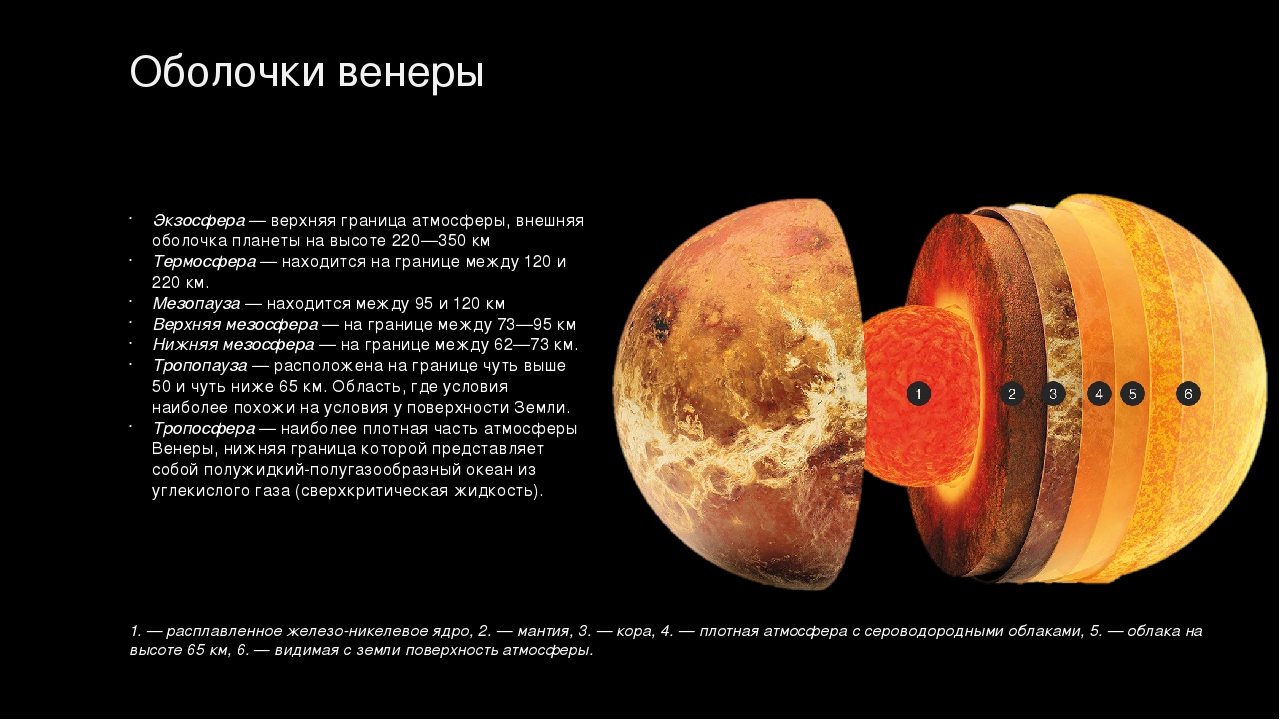 Оболочки венеры
· Экзосфера — верхняя граница атмосферы, внешняя
оболочка планеты на высоте 220—350 км
· Термосфера — находится на границе между 120 и
220 км.
· Мезопауза — находится между 95 и 120 км
· Верхняя мезосфера — на границе между 73—95 км
· Нижняя мезосфера — на границе между 62—73 км.
· Тропопауза — расположена на границе чуть выше
50 и чуть ниже 65 км. Область, где условия
наиболее похожи на условия у поверхности Земли.
· Тропосфера — наиболее плотная часть атмосферы
Венеры, нижняя граница которой представляет
собой полужидкий-полугазообразный океан из
углекислого газа (сверхкритическая жидкость).
1 2 3 4 5 6
1. — расплавленное железо-никелевое ядро, 2. — мантия, 3. — кора, 4. — плотная атмосфера с сероводородными облаками, 5. — облака на
высоте 65 км, 6. — видимая с земли поверхность атмосферы.